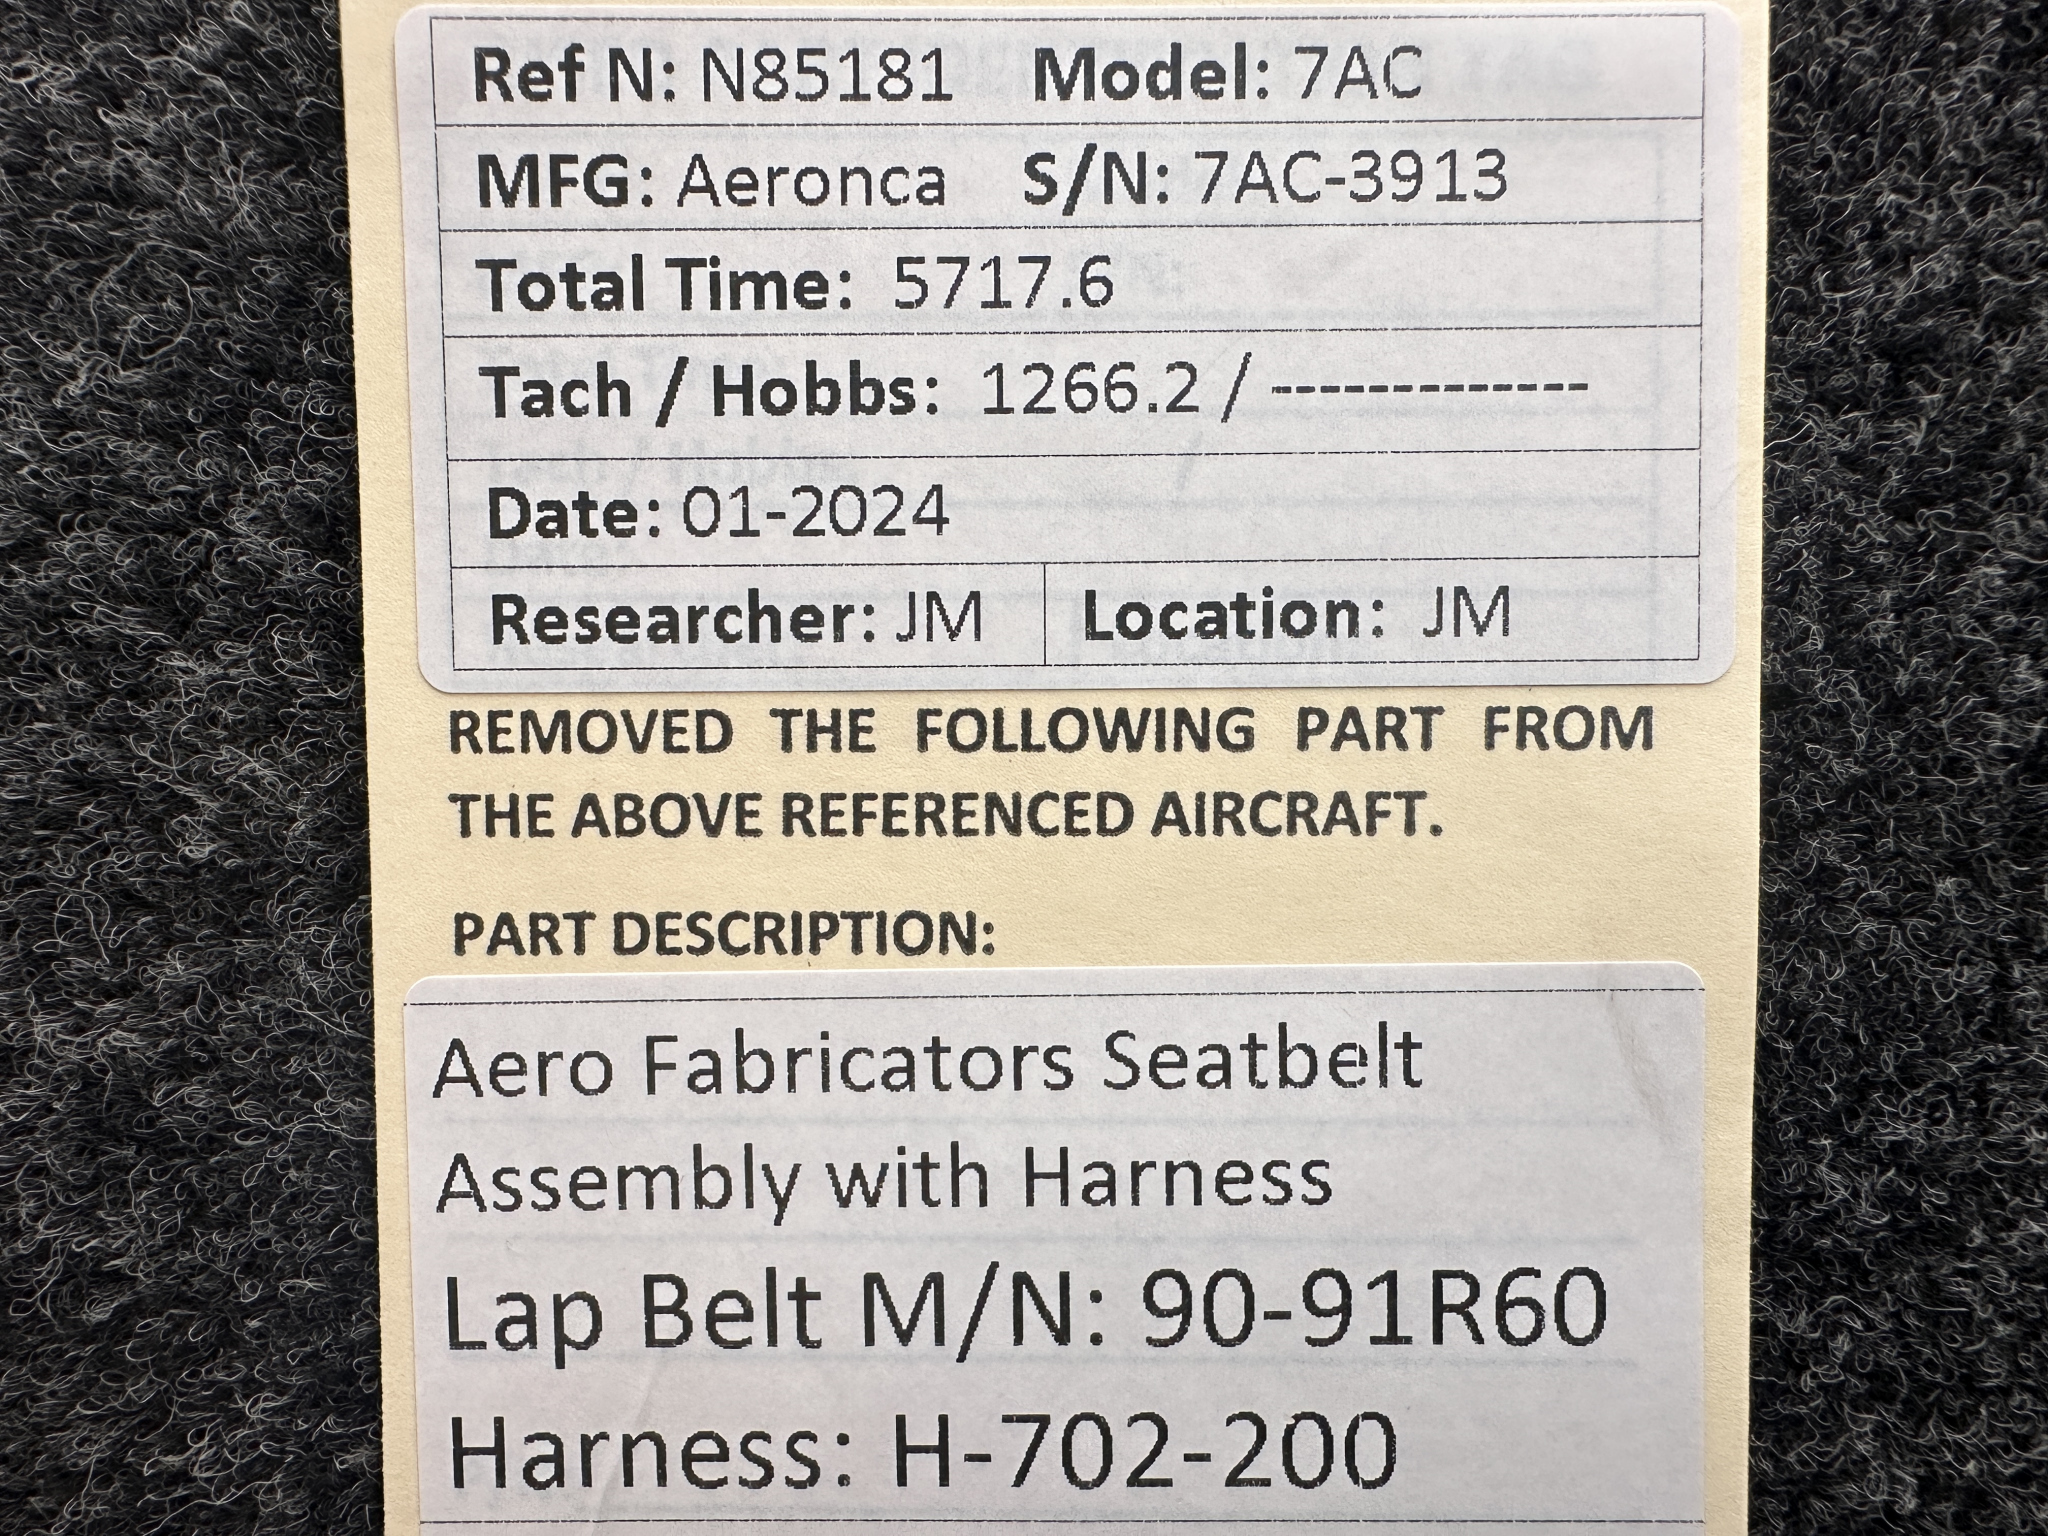 Ref N: N85181 Model: 7AC
MFG: Aeronca S/N: 7AC-3913
Total Time: 5717.6
Tach / Hobbs: 1266.2 / -------------
Date: 01-2024
Researcher: JM Location: JM
REMOVED THE FOLLOWING PART FROM
THE ABOVE REFERENCED AIRCRAFT.
PART DESCRIPTION:
Aero Fabricators Seatbelt
Assembly with Harness
Lap Belt M/N: 90-91R60
Harness: H-702-200